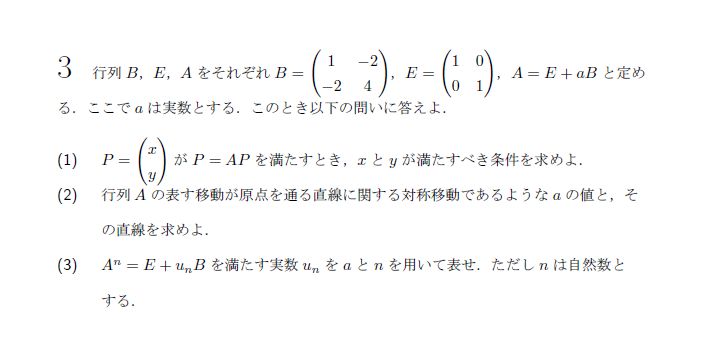 3 行列 B, E, A をそれぞれ B = \begin{pmatrix} 1 & -2 \\ -2 & 4 \end{pmatrix}, E = \begin{pmatrix} 1 & 0 \\ 0 & 1 \end{pmatrix}, A = E + aB と定め
る．ここで a は実数とする．このとき以下の問いに答えよ．
(1) P = \begin{pmatrix} x \\ y \end{pmatrix} が P = AP を満たすとき，x と y が満たすべき条件を求めよ．
(2) 行列 A の表す移動が原点を通る直線に関する対称移動であるような a の値と，そ
の直線を求めよ．
(3) A^n = E + u_nB を満たす実数 u_n を a と n を用いて表せ．ただし n は自然数と
する．